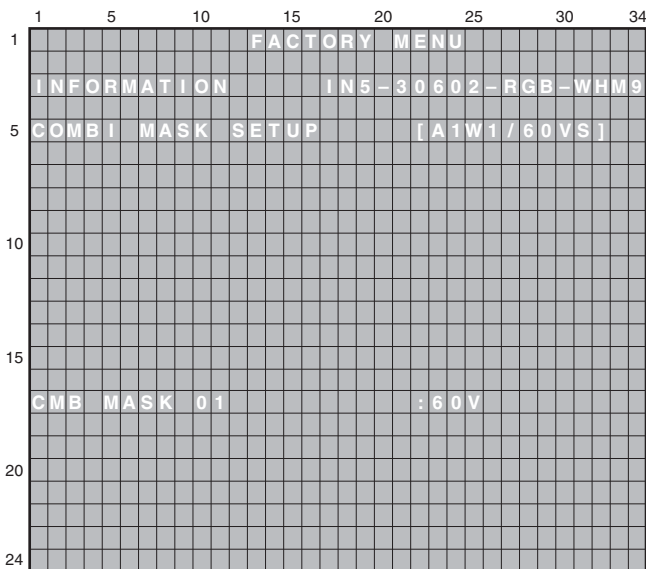 1 5 10 15 20 25 30 34
1 FACTORY MENU
INFORMATION IN5-30602-RGB-WHM9
5 COMBI MASK SETUP [A1W1/60VS]
10
15
CMB MASK 01 :60V
20
24